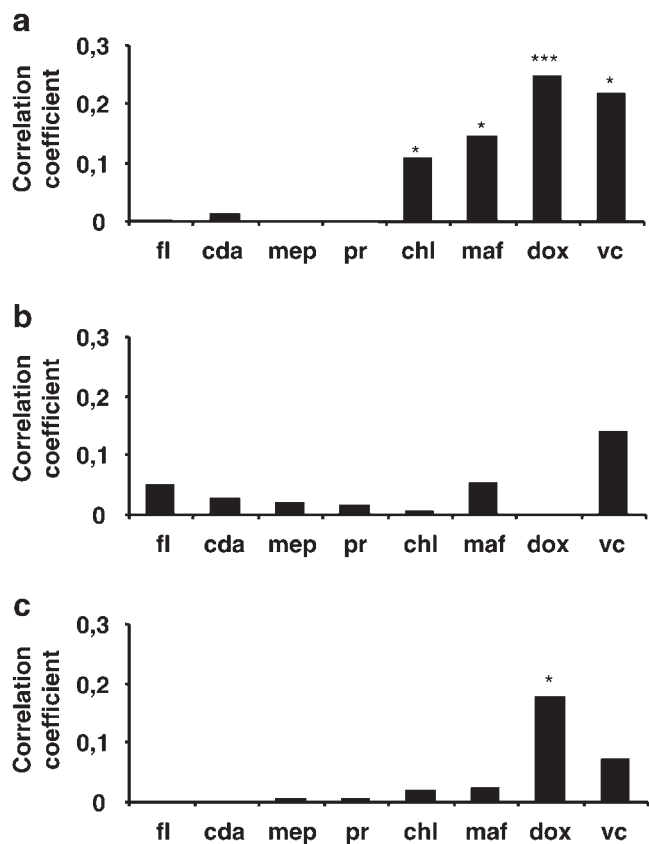 a
Correlation
coefficient
0,3
0,2
0,1
0
*
*
***
*
fl cda mep pr chl maf dox vc
b
Correlation
coefficient
0,3
0,2
0,1
0
fl cda mep pr chl maf dox vc
c
Correlation
coefficient
0,3
0,2
0,1
0
*
fl cda mep pr chl maf dox vc